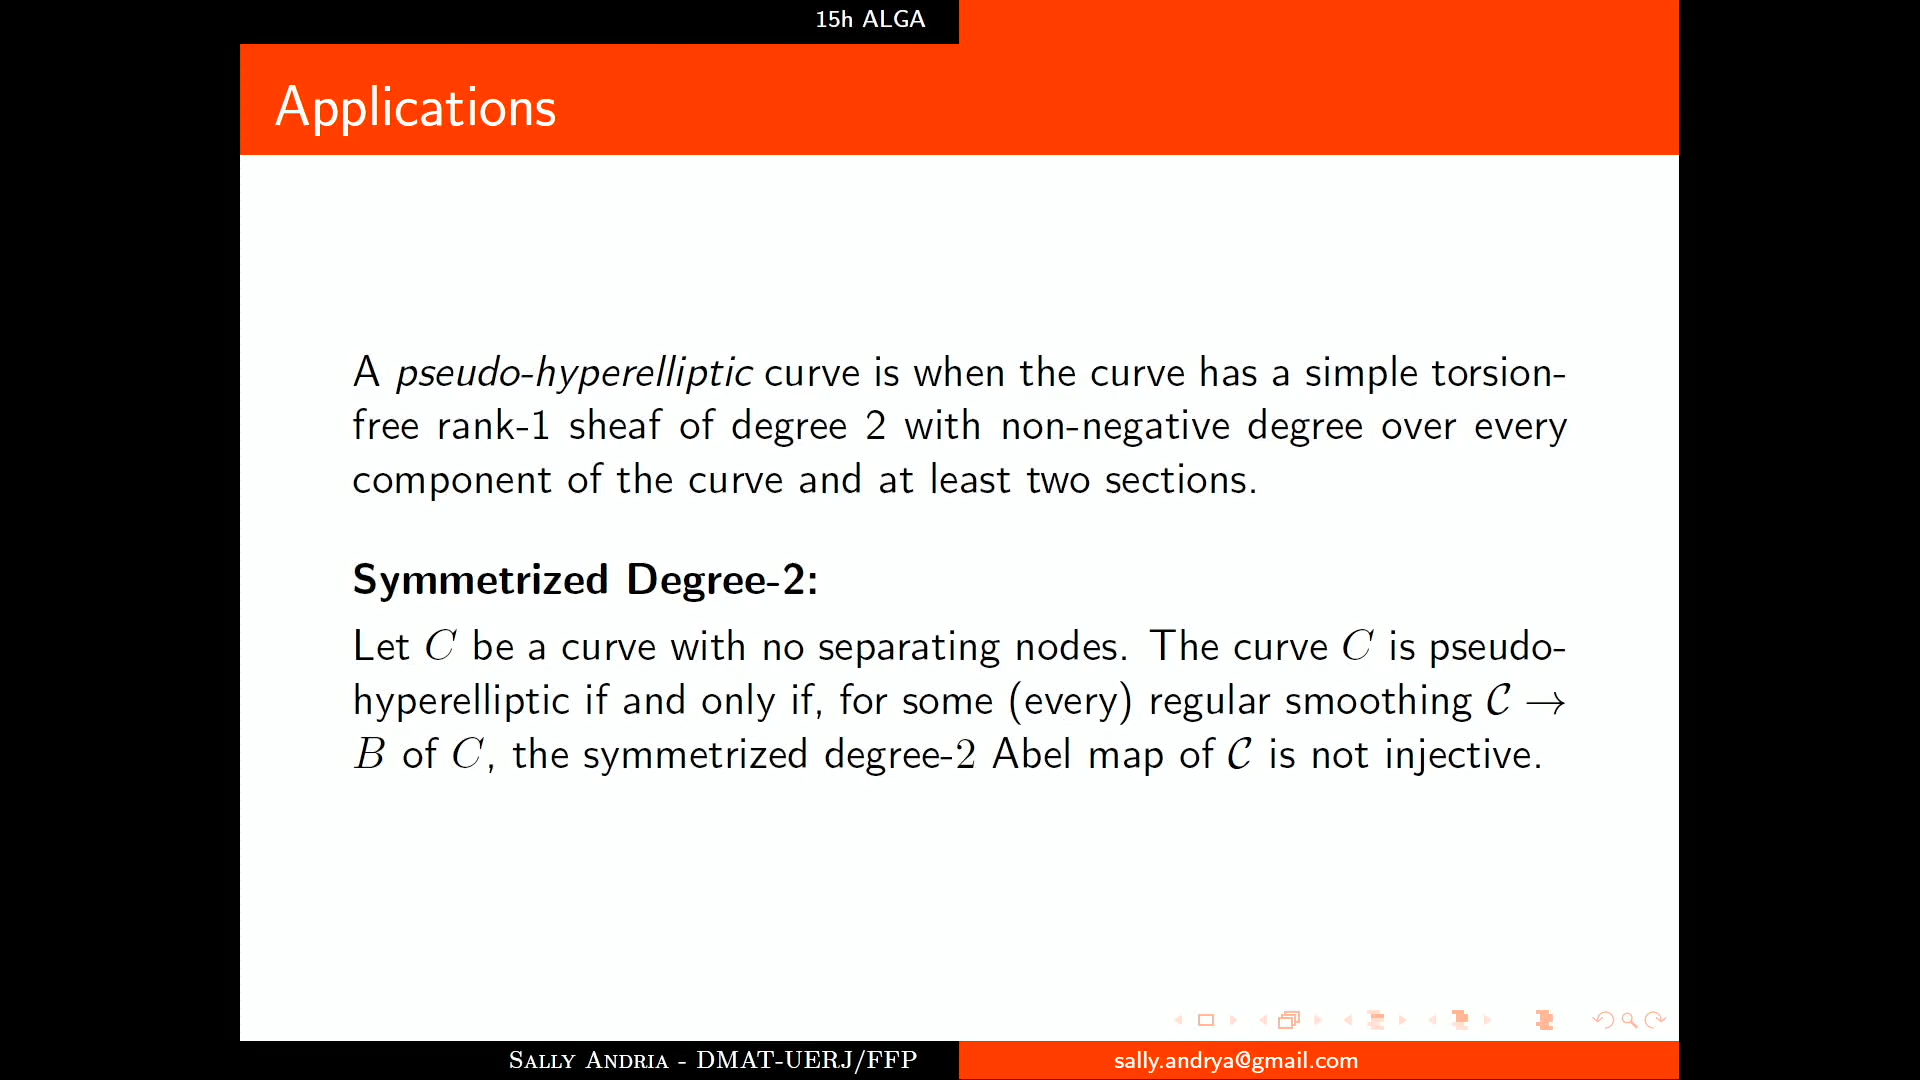 15h ALGA
Applications
A pseudo-hyperelliptic curve is when the curve has a simple torsion-
free rank-1 sheaf of degree 2 with non-negative degree over every
component of the curve and at least two sections.
Symmetrized Degree-2:
Let C be a curve with no separating nodes. The curve C is pseudo-
hyperelliptic if and only if, for some (every) regular smoothing 𝒞 →
B of C, the symmetrized degree-2 Abel map of 𝒞 is not injective.
Sally Andria - DMAT-UERJ/FFP
sally.andrya@gmail.com